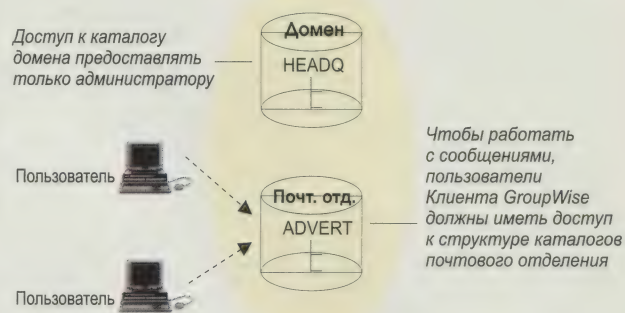 Доступ к каталогу
домена предоставлять
только администратору
Домен
HEADQ
Чтобы работать
с сообщениями,
пользователи
Клиента GroupWise
должны иметь доступ
к структуре каталогов
почтового отделения
Пользователь
Почт. отд.
ADVERT
Пользователь